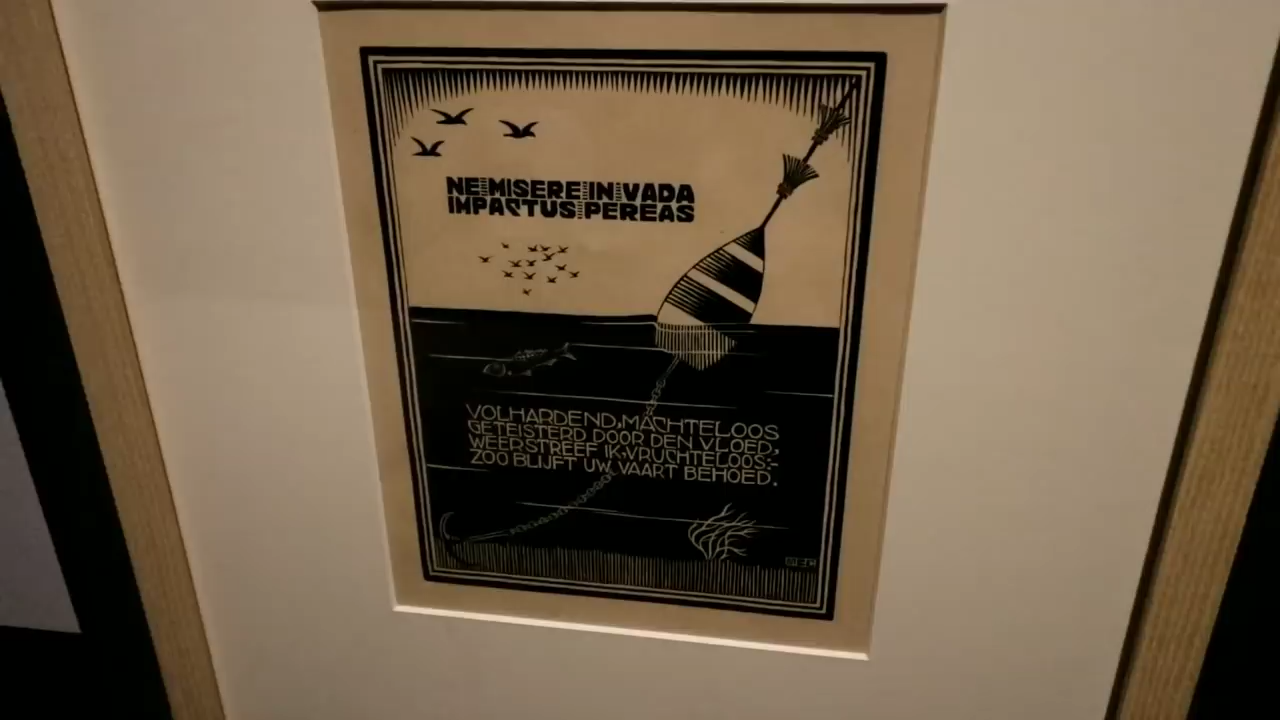 NE MISERE IN VADA
IMPACTUS PEREAS
VOLHARDEND, MACHTELOOS
GETEISTERD DOOR DEN VLOED,
WEERSTREEF IK, VRUCHTELOOS:-
ZOO BLIJFT UW VAART BEHOED.
MEC